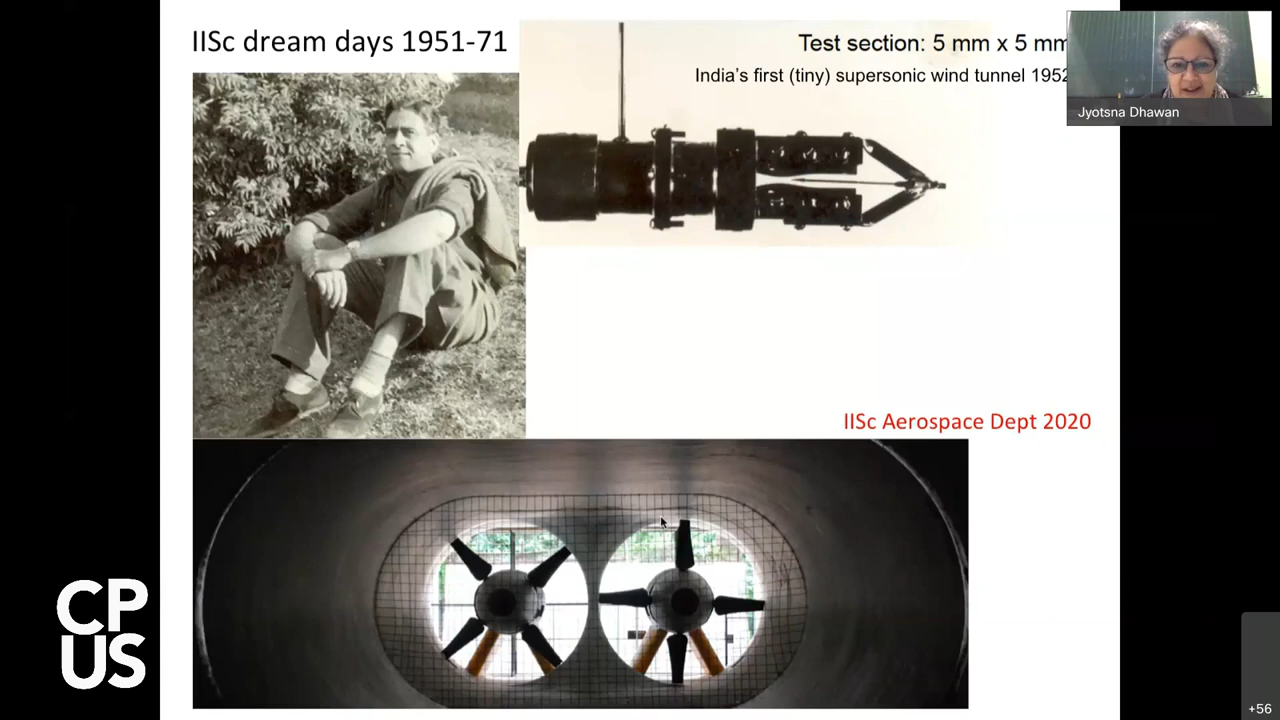 IISc dream days 1951-71
Test section: 5 mm x 5 mm
India's first (tiny) supersonic wind tunnel 1952
Jyotsna Dhawan
IISc Aerospace Dept 2020
CP
US
+56